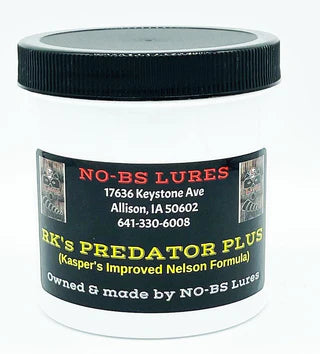 NO-BS LURES
17636 Keystone Ave
Allison, IA 50602
641-330-6008
RK's PREDATOR PLUS
(Kasper's Improved Nelson Formula)
Owned & made by NO-BS Lures